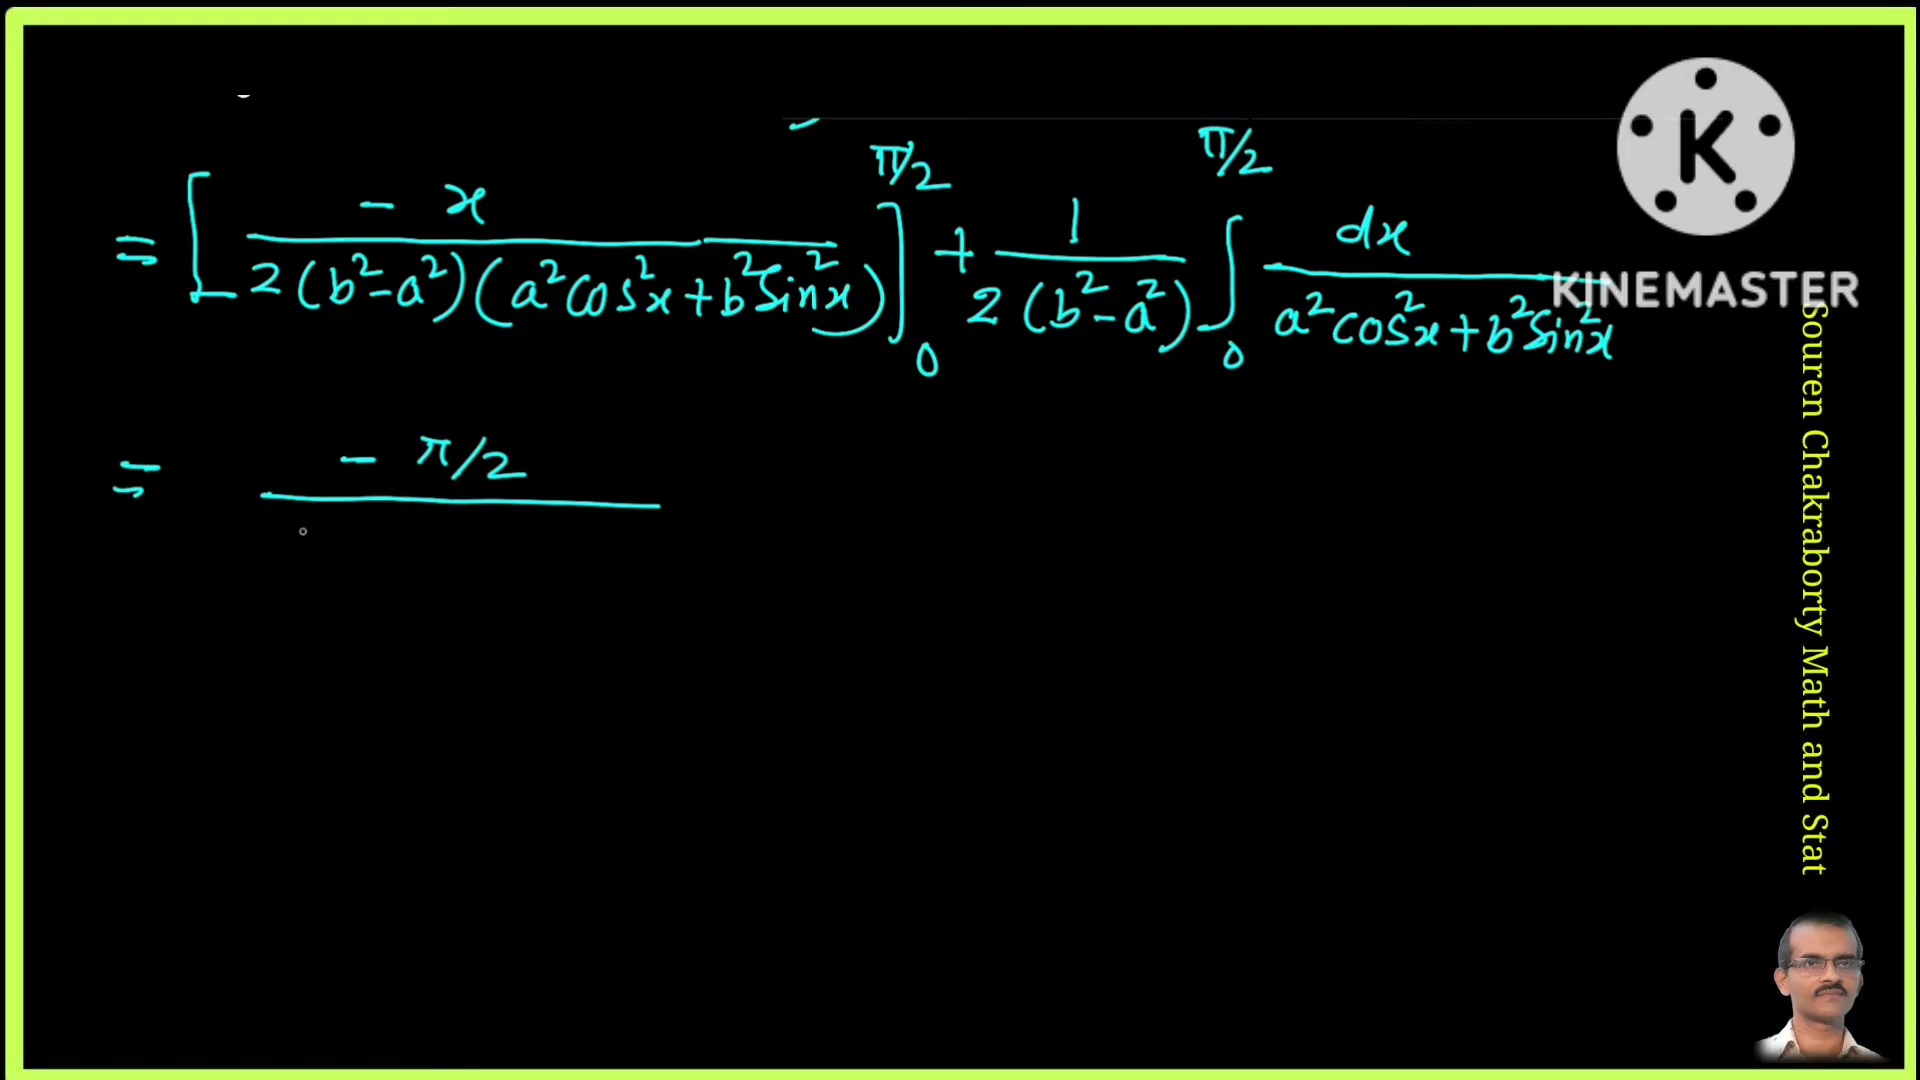 = [ - x / 2(b²-a²)(a²cos²x+b²sin²x) ]₀^π/2 + 1 / 2(b²-a²) ∫₀^π/2 dx / a²cos²x+b²sin²x
= - π/2
K
KINEMASTER
Souren Chakraborty Math and Stat